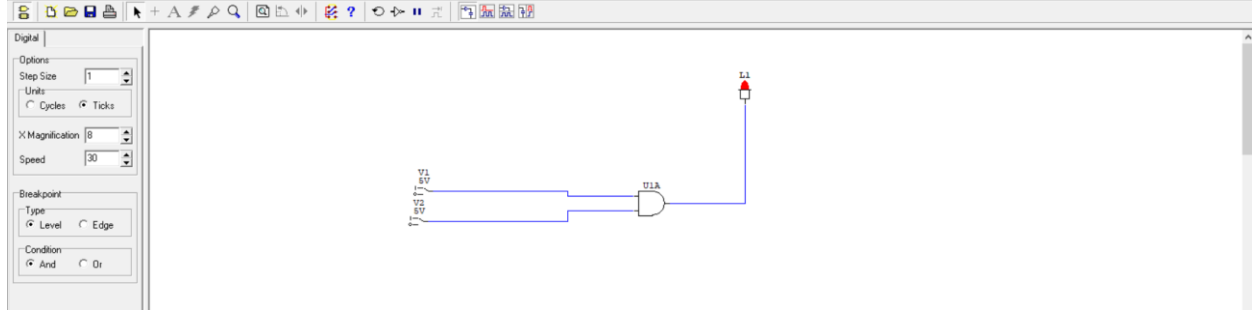 Digital
Options
Step Size 1
Units
Cycles Ticks
X Magnification 8
Speed 30
Breakpoint
Type
Level Edge
Condition
And Or
L1
V1
5V
V2
5V
U1A